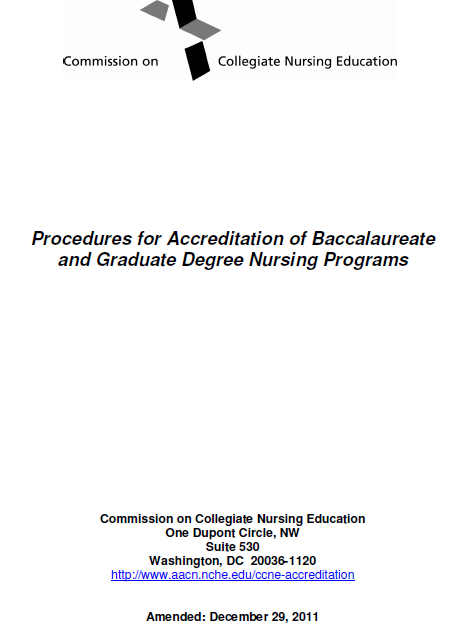 Commission on Collegiate Nursing Education
Procedures for Accreditation of Baccalaureate
and Graduate Degree Nursing Programs
Commission on Collegiate Nursing Education
One Dupont Circle, NW
Suite 530
Washington, DC 20036-1120
http://www.aacn.nche.edu/ccne-accreditation
Amended: December 29, 2011